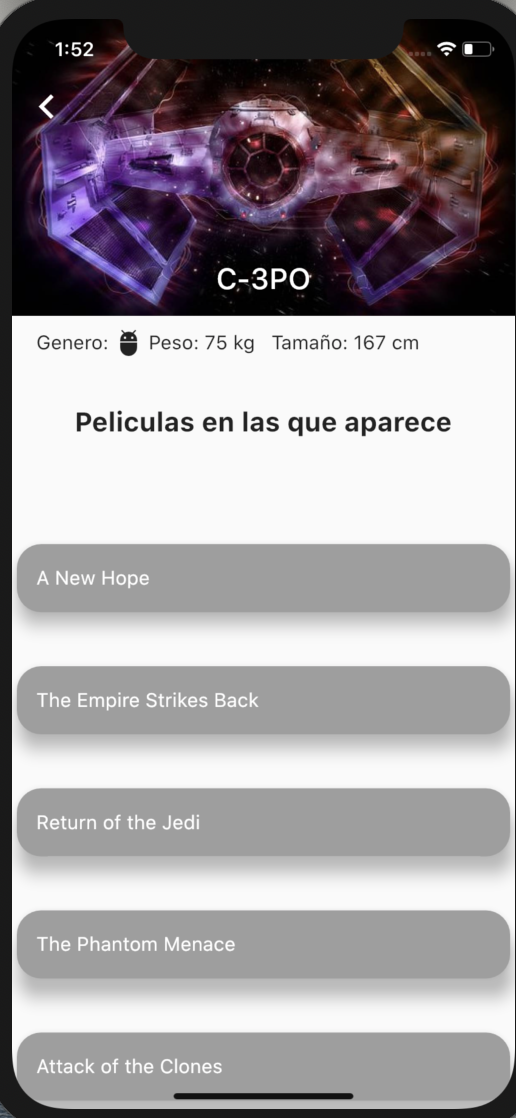 1:52
C-3PO
Genero: Peso: 75 kg Tamaño: 167 cm
Peliculas en las que aparece
A New Hope
The Empire Strikes Back
Return of the Jedi
The Phantom Menace
Attack of the Clones